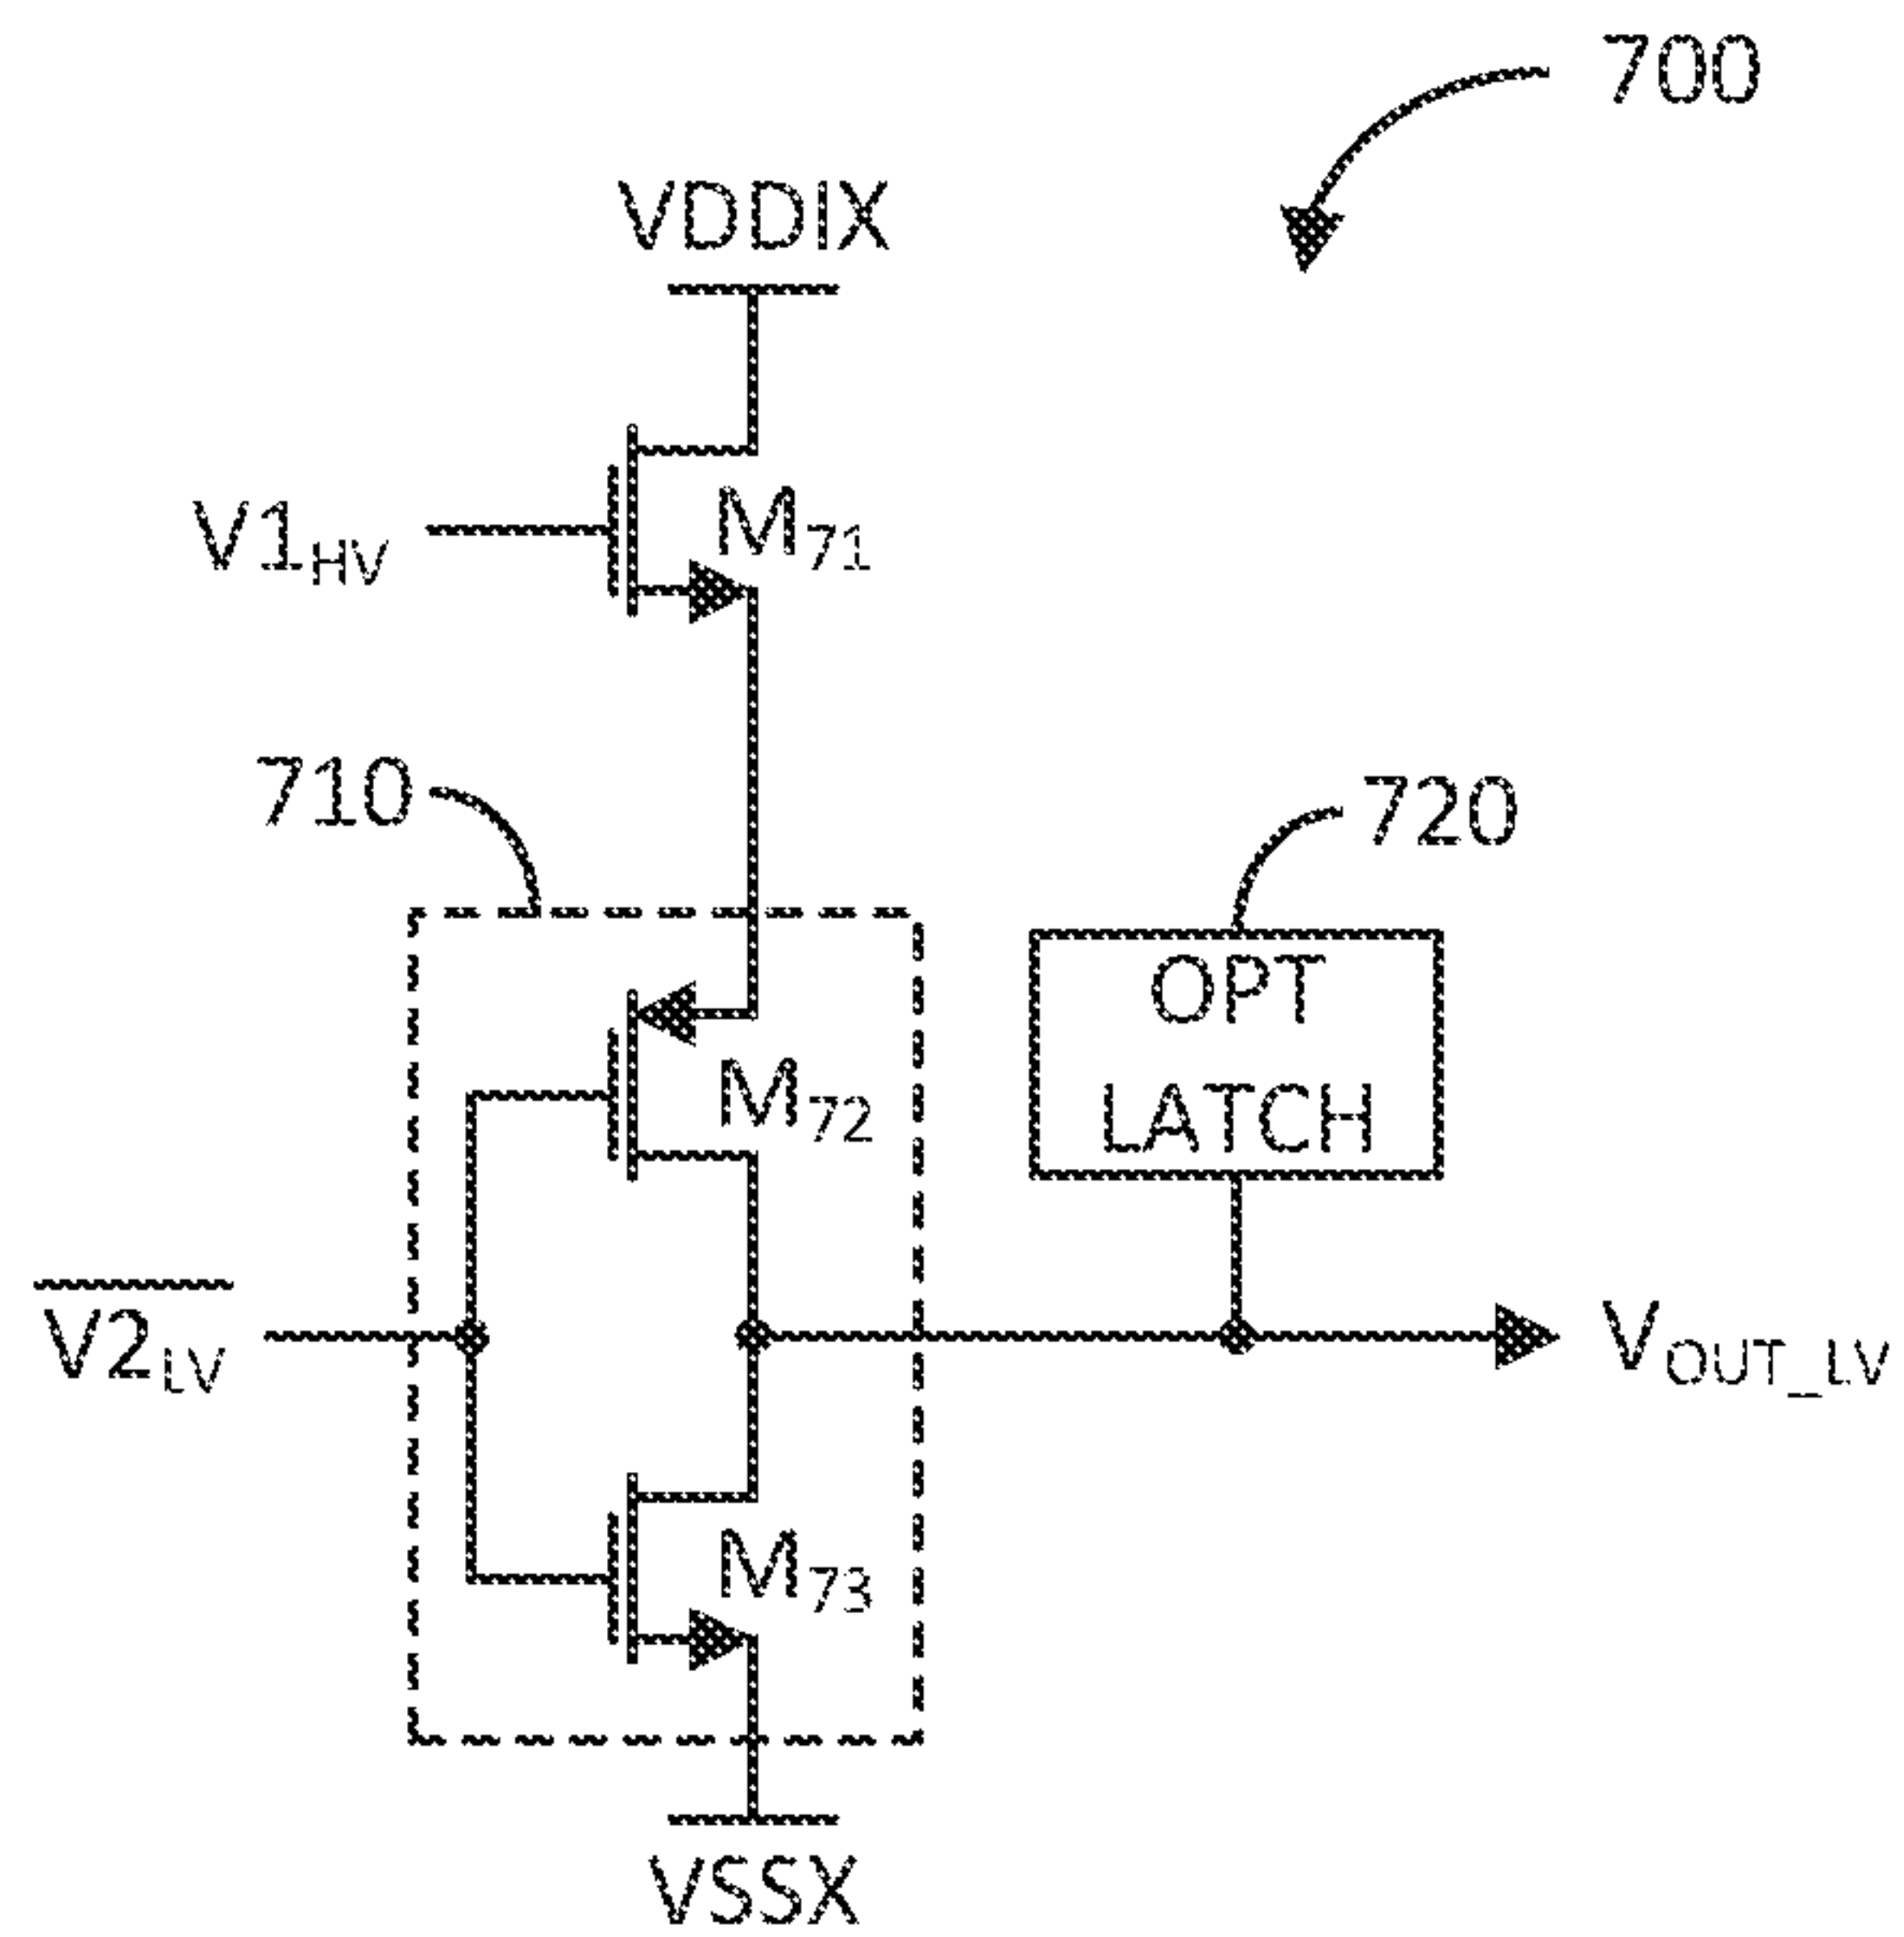 700
VDDIX
V1HV
M71
710
720
OPT
LATCH
M72
V2LV
VOUT_LV
M73
VSSX